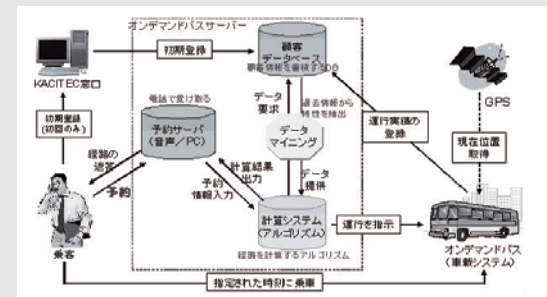 オンデマンドバスサーバー
初期登録
顧客
データベース
顧客情報を蓄積するDB
KACITEC窓口
GPS
電話で受け取る
データ
要求
過去情報から
特性を抽出
運行実績の
登録
初期登録
(初回のみ)
予約サーバ
(音声/PC)
データ
マイニング
現在位置
取得
経路の
返答
予約
計算結果
出力
データ
提供
予約
情報入力
計算システム
(アルゴリズム)
運行を指示
経路を計算するアルゴリズム
乗客
オンデマンドバス
(車載システム)
指定された時刻に乗車